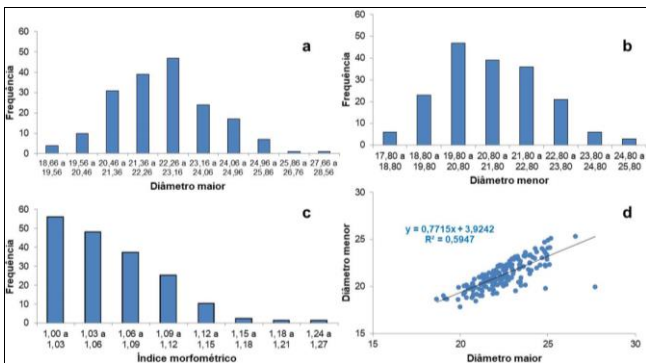 60
50
40
30
20
10
0
Frequência
a
18,66 a 19,56 a 20,46 a 21,36 a 22,26 a 23,16 a 24,06 a 24,96 a 25,86 a 27,66 a
19,56 20,46 21,36 22,26 23,16 24,06 24,96 25,86 26,76 28,56
Diâmetro maior
60
50
40
30
20
10
0
Frequência
b
17,80 a 18,80 a 19,80 a 20,80 a 21,80 a 22,80 a 23,80 a 24,80 a
18,80 19,80 20,80 21,80 22,80 23,80 24,80 25,80
Diâmetro menor
60
50
40
30
20
10
0
Frequência
c
1,00 a 1,03 a 1,06 a 1,09 a 1,12 a 1,15 a 1,18 a 1,24 a
1,03 1,06 1,09 1,12 1,15 1,18 1,21 1,27
Índice morfométrico
30
25
20
15
Diâmetro menor
d
y = 0,7715x + 3,9242
R² = 0,5947
15 20 25 30
Diâmetro maior